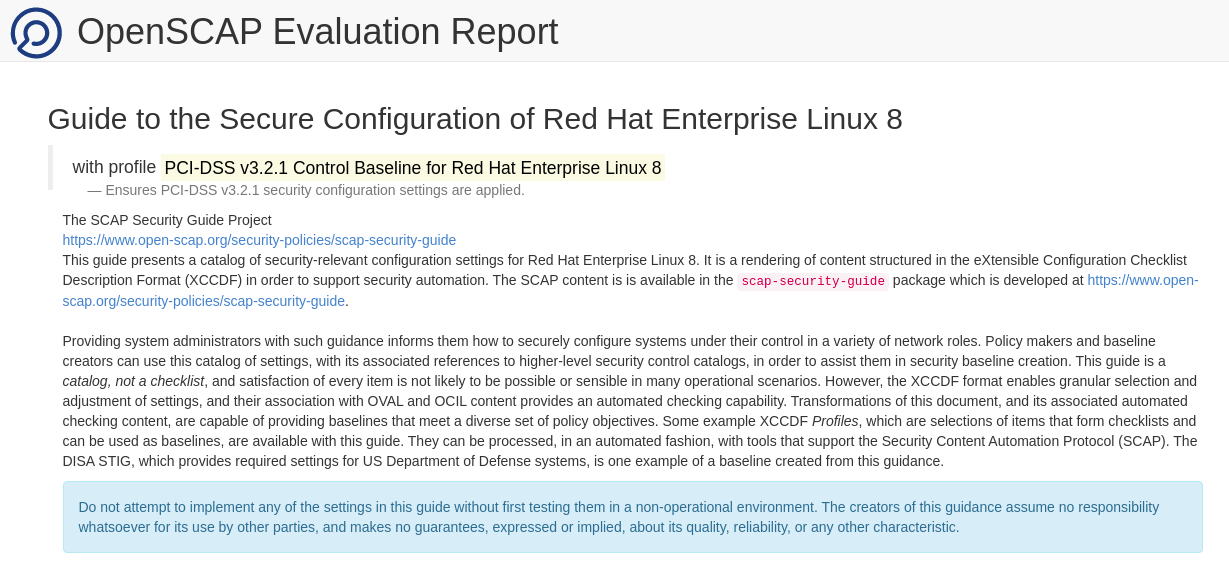 OpenSCAP Evaluation Report
Guide to the Secure Configuration of Red Hat Enterprise Linux 8
with profile PCI-DSS v3.2.1 Control Baseline for Red Hat Enterprise Linux 8
— Ensures PCI-DSS v3.2.1 security configuration settings are applied.
The SCAP Security Guide Project
https://www.open-scap.org/security-policies/scap-security-guide
This guide presents a catalog of security-relevant configuration settings for Red Hat Enterprise Linux 8. It is a rendering of content structured in the eXtensible Configuration Checklist
Description Format (XCCDF) in order to support security automation. The SCAP content is is available in the scap-security-guide package which is developed at https://www.open-
scap.org/security-policies/scap-security-guide.
Providing system administrators with such guidance informs them how to securely configure systems under their control in a variety of network roles. Policy makers and baseline
creators can use this catalog of settings, with its associated references to higher-level security control catalogs, in order to assist them in security baseline creation. This guide is a
catalog, not a checklist, and satisfaction of every item is not likely to be possible or sensible in many operational scenarios. However, the XCCDF format enables granular selection and
adjustment of settings, and their association with OVAL and OCIL content provides an automated checking capability. Transformations of this document, and its associated automated
checking content, are capable of providing baselines that meet a diverse set of policy objectives. Some example XCCDF Profiles, which are selections of items that form checklists and
can be used as baselines, are available with this guide. They can be processed, in an automated fashion, with tools that support the Security Content Automation Protocol (SCAP). The
DISA STIG, which provides required settings for US Department of Defense systems, is one example of a baseline created from this guidance.
Do not attempt to implement any of the settings in this guide without first testing them in a non-operational environment. The creators of this guidance assume no responsibility
whatsoever for its use by other parties, and makes no guarantees, expressed or implied, about its quality, reliability, or any other characteristic.